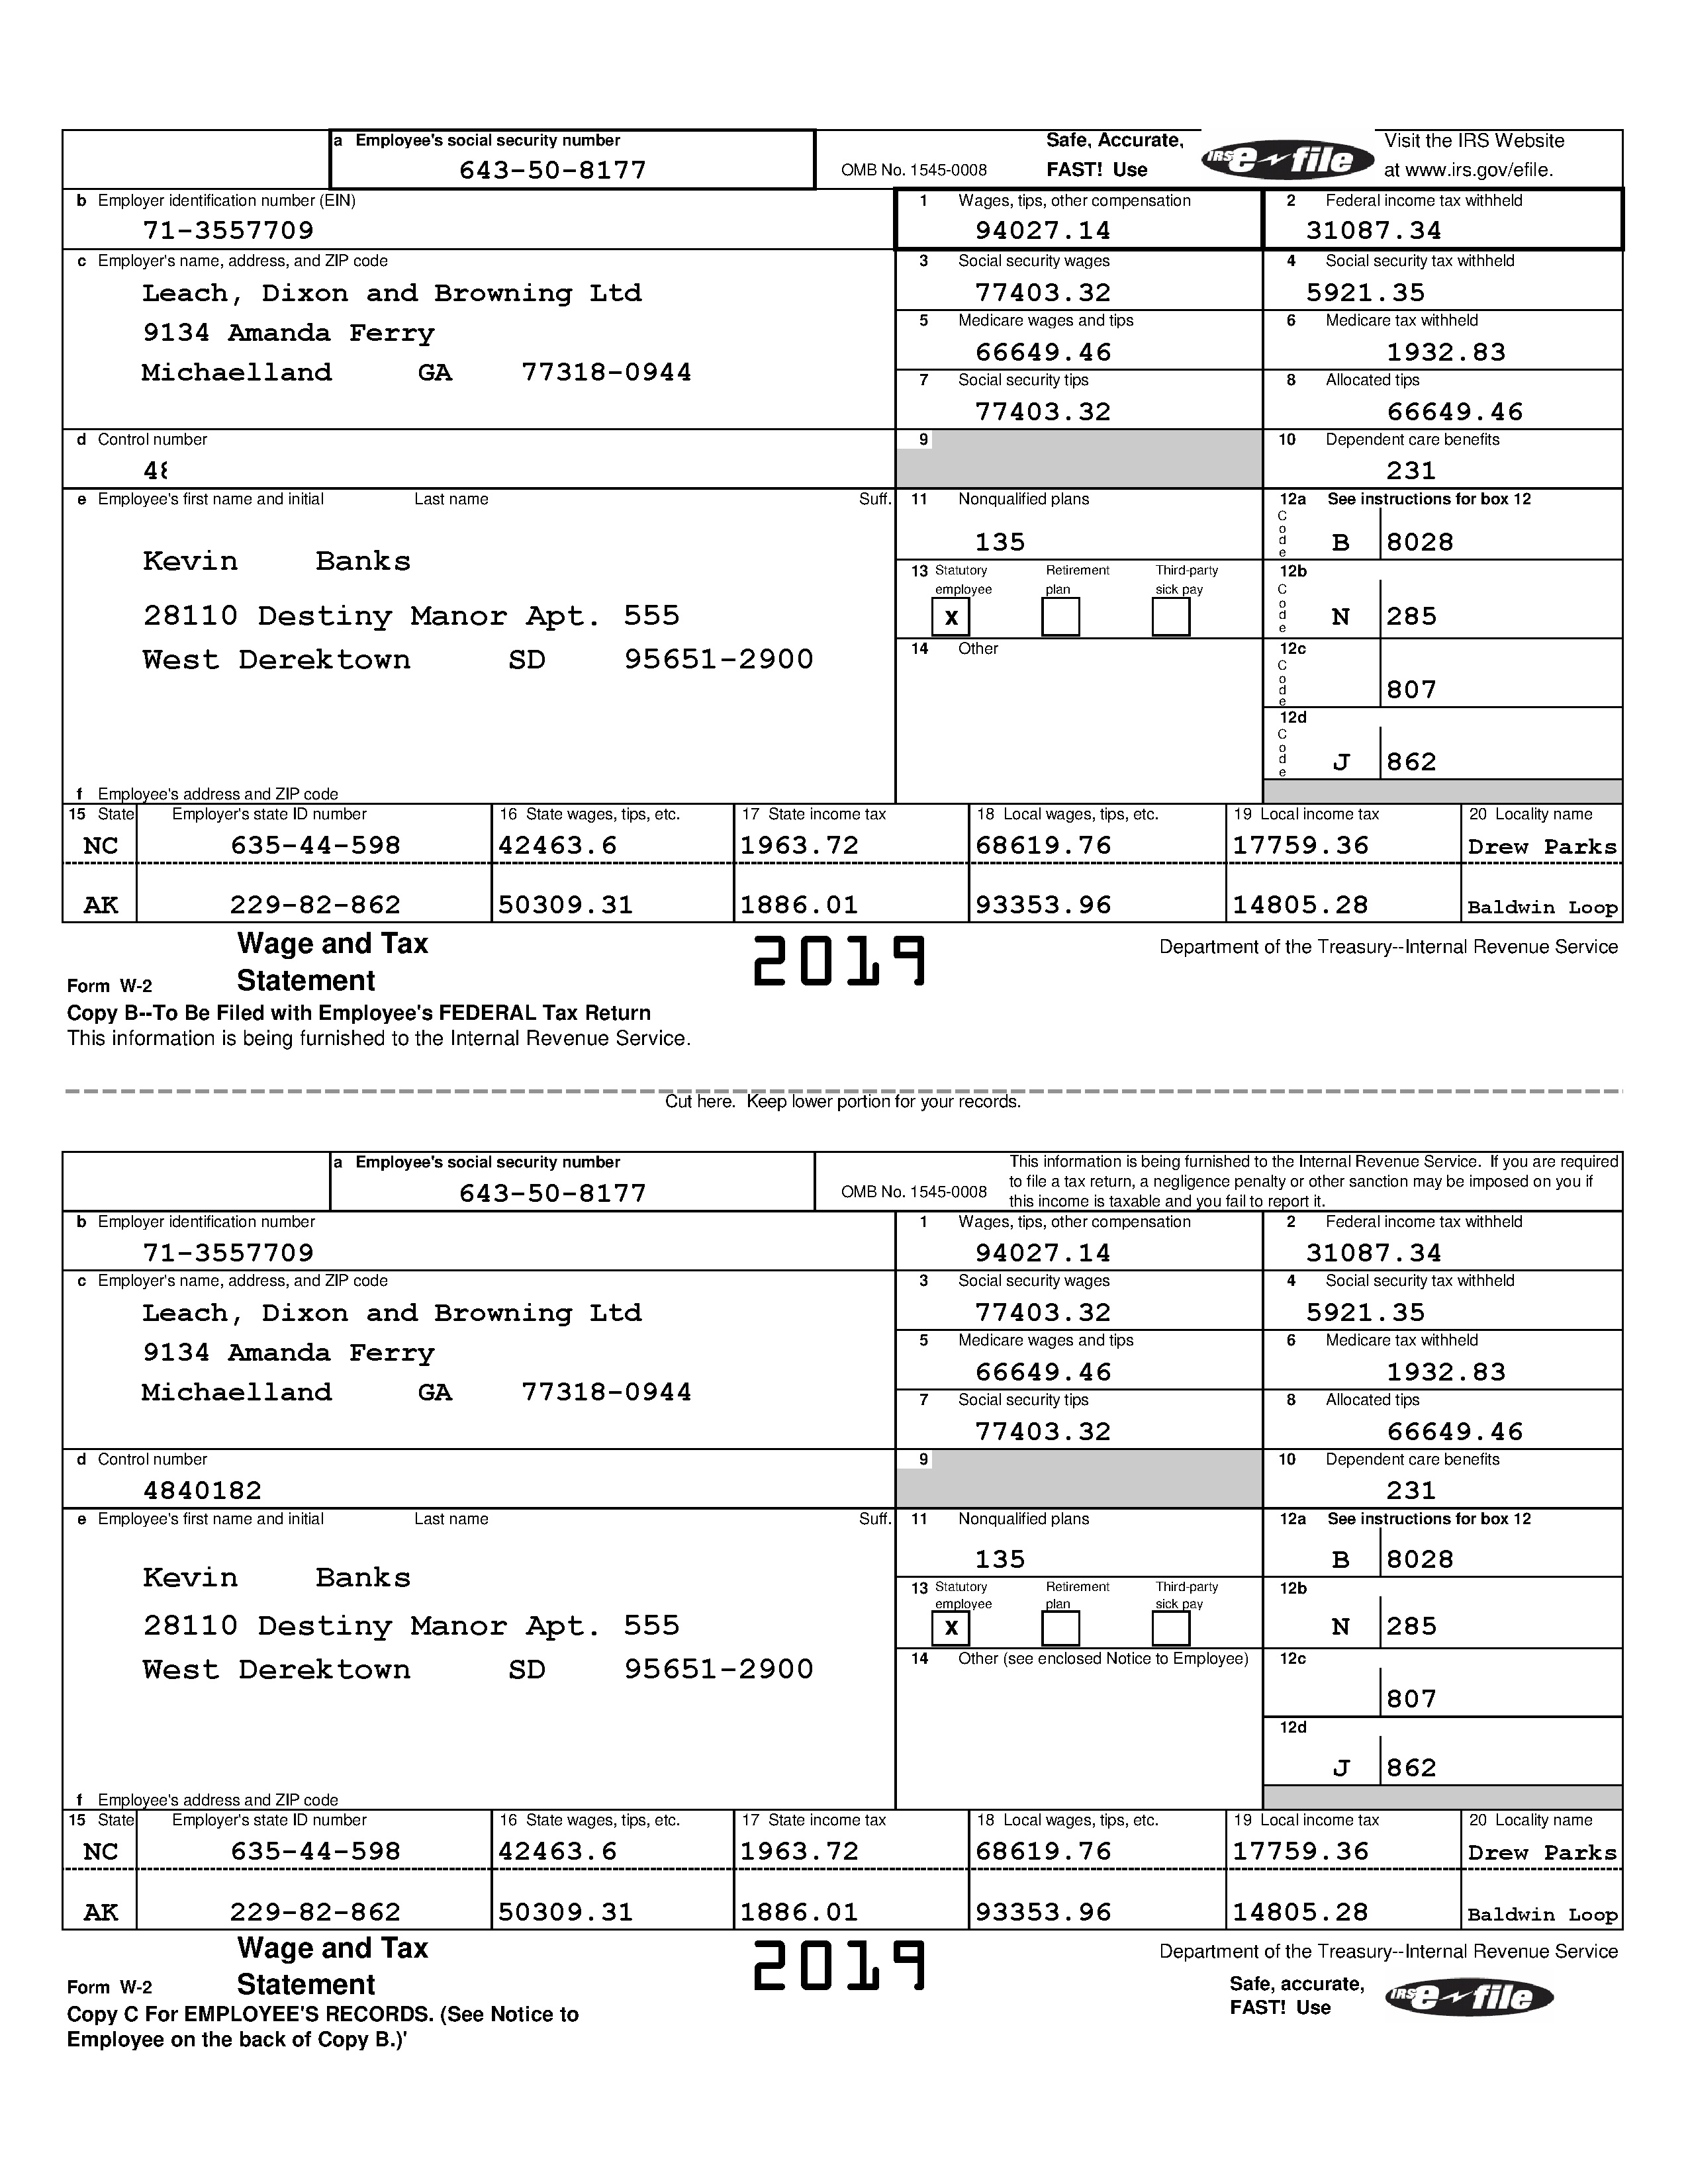 a Employee's social security number
643-50-8177
OMB No. 1545-0008
Safe, Accurate,
FAST! Use
IRS e-file
Visit the IRS Website
at www.irs.gov/efile.
b Employer identification number (EIN)
71-3557709
1 Wages, tips, other compensation
94027.14
2 Federal income tax withheld
31087.34
c Employer's name, address, and ZIP code
Leach, Dixon and Browning Ltd
9134 Amanda Ferry
Michaelland GA 77318-0944
3 Social security wages
77403.32
4 Social security tax withheld
5921.35
5 Medicare wages and tips
66649.46
6 Medicare tax withheld
1932.83
7 Social security tips
77403.32
8 Allocated tips
66649.46
d Control number
9
10 Dependent care benefits
231
e Employee's first name and initial Last name Suff.
Kevin Banks
28110 Destiny Manor Apt. 555
West Derektown SD 95651-2900
11 Nonqualified plans
135
12a See instructions for box 12
Code B 8028
13 Statutory employee Retirement plan Third-party sick pay
X
12b
Code N 285
14 Other
12c
Code 807
12d
Code J 862
f Employee's address and ZIP code
15 State Employer's state ID number 16 State wages, tips, etc. 17 State income tax 18 Local wages, tips, etc. 19 Local income tax 20 Locality name
NC 635-44-598 42463.6 1963.72 68619.76 17759.36 Drew Parks
AK 229-82-862 50309.31 1886.01 93353.96 14805.28 Baldwin Loop
Form W-2 Wage and Tax Statement
2019
Department of the Treasury--Internal Revenue Service
Copy B--To Be Filed with Employee's FEDERAL Tax Return
This information is being furnished to the Internal Revenue Service.
Cut here. Keep lower portion for your records.
a Employee's social security number
643-50-8177
OMB No. 1545-0008
This information is being furnished to the Internal Revenue Service. If you are required
to file a tax return, a negligence penalty or other sanction may be imposed on you if
this income is taxable and you fail to report it.
b Employer identification number
71-3557709
1 Wages, tips, other compensation
94027.14
2 Federal income tax withheld
31087.34
c Employer's name, address, and ZIP code
Leach, Dixon and Browning Ltd
9134 Amanda Ferry
Michaelland GA 77318-0944
3 Social security wages
77403.32
4 Social security tax withheld
5921.35
5 Medicare wages and tips
66649.46
6 Medicare tax withheld
1932.83
7 Social security tips
77403.32
8 Allocated tips
66649.46
d Control number
4840182
9
10 Dependent care benefits
231
e Employee's first name and initial Last name Suff.
Kevin Banks
28110 Destiny Manor Apt. 555
West Derektown SD 95651-2900
11 Nonqualified plans
135
12a See instructions for box 12
B 8028
13 Statutory employee Retirement plan Third-party sick pay
X
12b
N 285
14 Other (see enclosed Notice to Employee)
12c
807
12d
J 862
f Employee's address and ZIP code
15 State Employer's state ID number 16 State wages, tips, etc. 17 State income tax 18 Local wages, tips, etc. 19 Local income tax 20 Locality name
NC 635-44-598 42463.6 1963.72 68619.76 17759.36 Drew Parks
AK 229-82-862 50309.31 1886.01 93353.96 14805.28 Baldwin Loop
Form W-2 Wage and Tax Statement
2019
Department of the Treasury--Internal Revenue Service
Safe, accurate,
FAST! Use
IRS e-file
Copy C For EMPLOYEE'S RECORDS. (See Notice to
Employee on the back of Copy B.)'